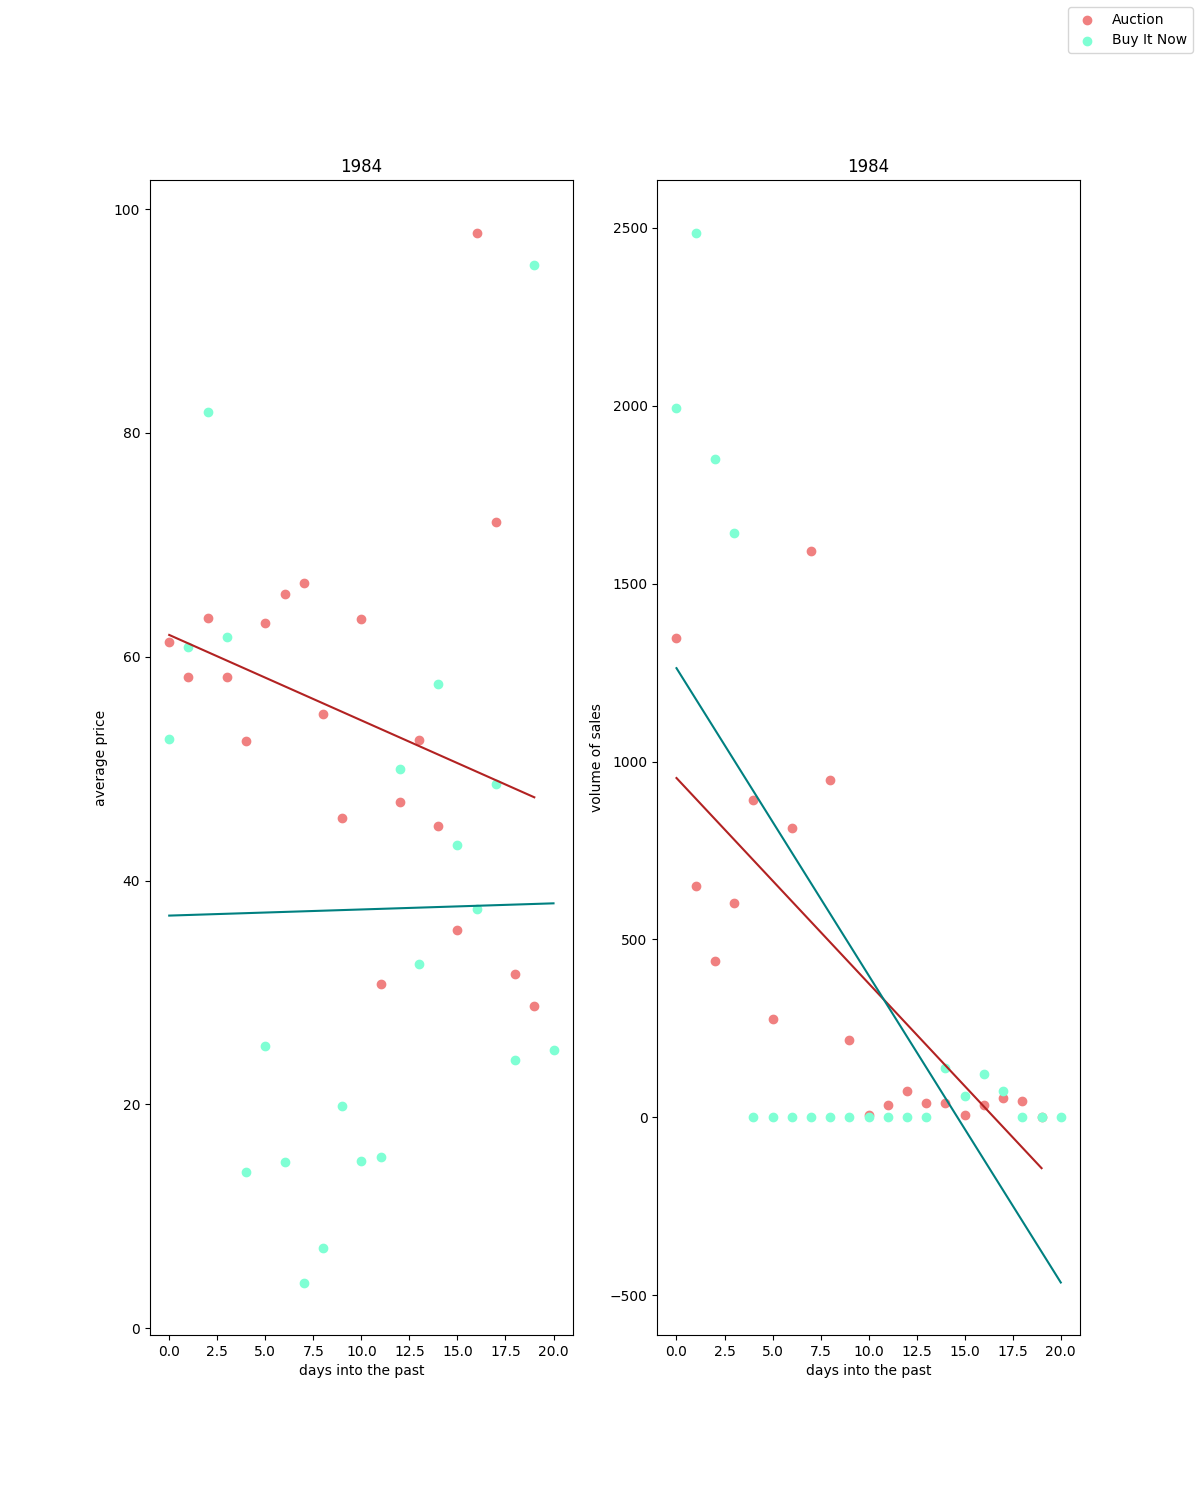 Auction
Buy It Now
1984
100
80
60
40
20
0
average price
0.0 2.5 5.0 7.5 10.0 12.5 15.0 17.5 20.0
days into the past
1984
2500
2000
1500
1000
500
0
−500
volume of sales
0.0 2.5 5.0 7.5 10.0 12.5 15.0 17.5 20.0
days into the past